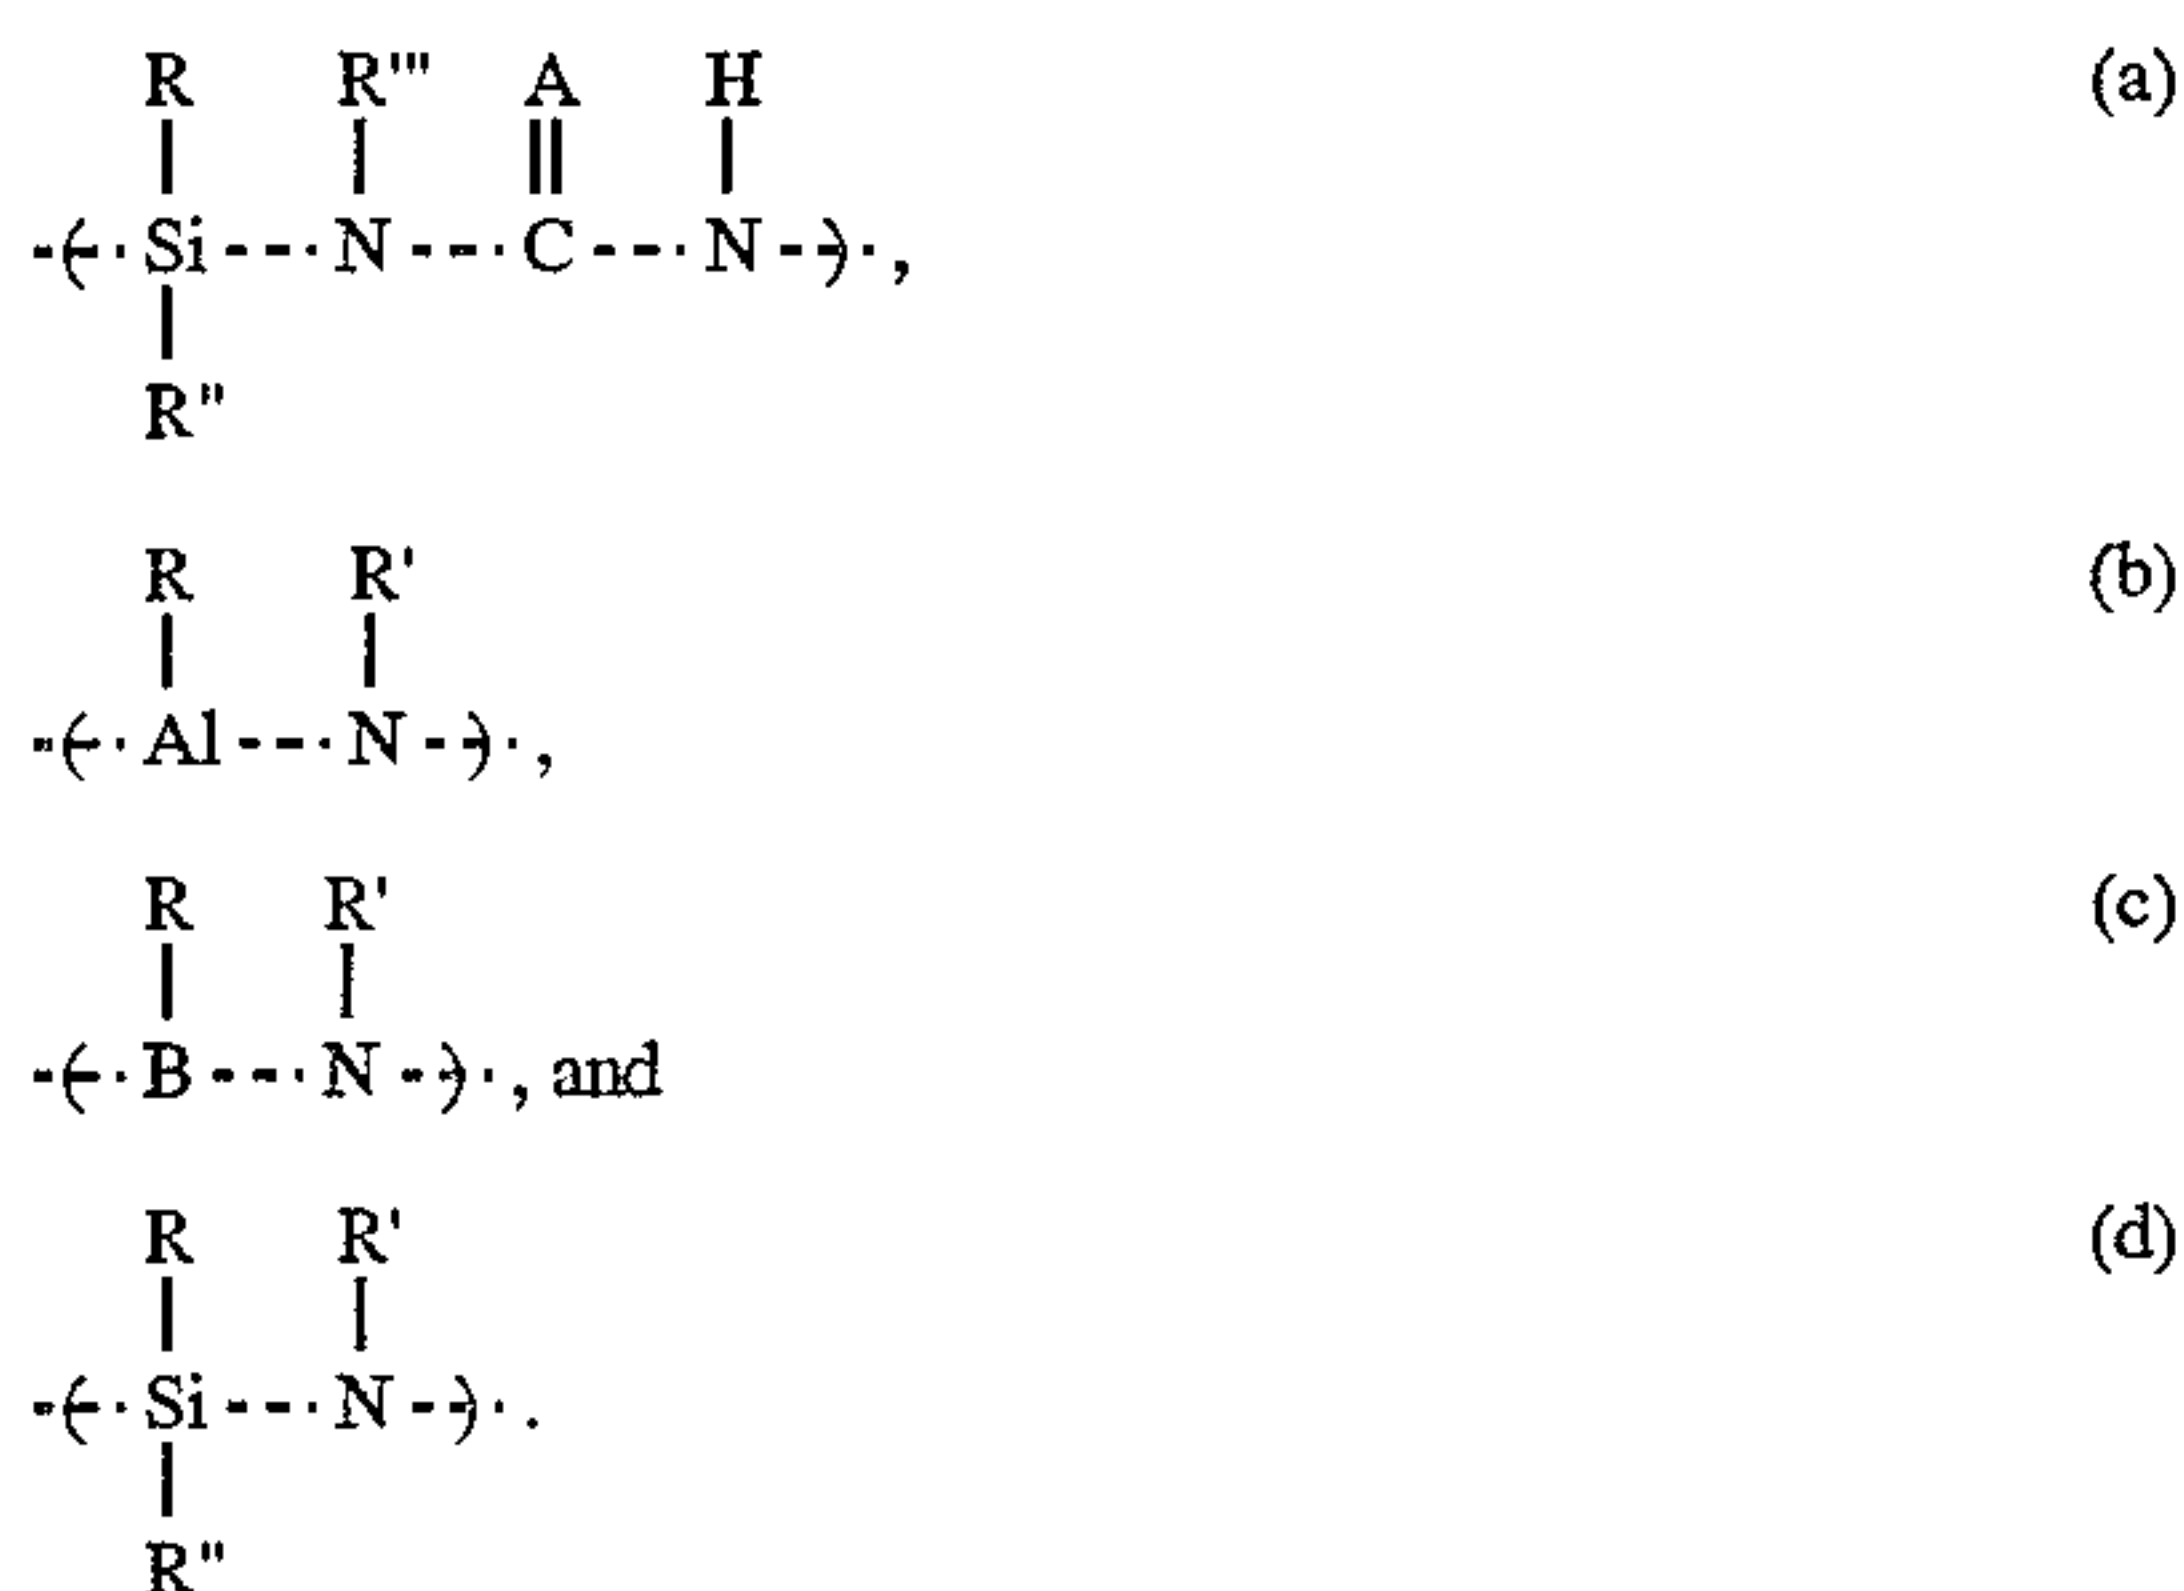 R R''' A H (a)
| | || |
--(-· Si ---· N ---· C ---· N --)-· ,
|
R''
R R' (b)
| |
--(-· Al ---· N --)-· ,
R R' (c)
| |
--(-· B ---· N --)-· , and
R R' (d)
| |
--(-· Si ---· N --)-· .
|
R''